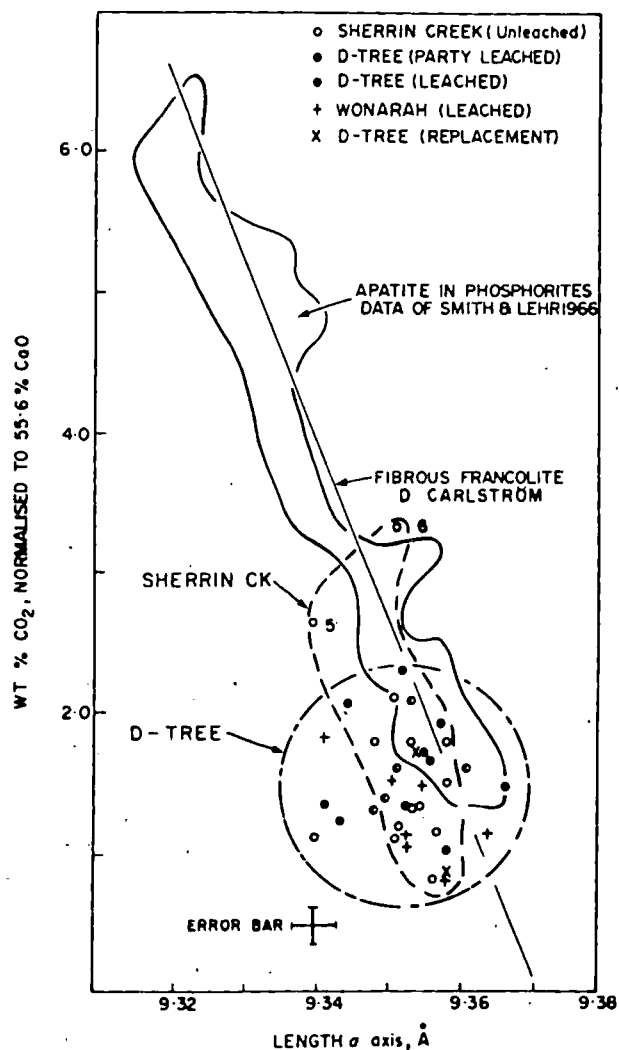 ○ SHERRIN CREEK (Unleached)
● D-TREE (PARTY LEACHED)
● D-TREE (LEACHED)
+ WONARAH (LEACHED)
x D-TREE (REPLACEMENT)
6·0
APATITE IN PHOSPHORITES
DATA OF SMITH & LEHR 1966
4·0
FIBROUS FRANCOLITE
D CARLSTRÖM
6
SHERRIN CK
5
2·0
D-TREE
ERROR BAR
WT % CO₂, NORMALISED TO 55·6 % CaO
9·32
9·34
9·36
9·38
LENGTH a axis, Å